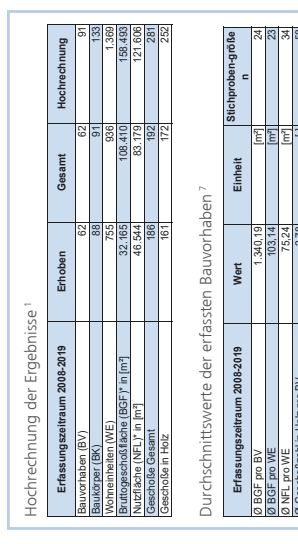 Hochrechnung der Ergebnisse 1
Erfassungszeitraum 2008-2019 Erhoben Gesamt Hochrechnung
Bauvorhaben (BV) 62 62 91
Baukörper (BK) 88 91 133
Wohneinheiten (WE) 755 936 1.369
Bruttogeschoßfläche (BGF)* in [m²] 32.165 108.410 158.493
Nutzfläche (NFL)* in [m²] 46.544 83.179 121.606
Geschoße Gesamt 186 192 281
Geschoße in Holz 161 172 252
Durchschnittswerte der erfassten Bauvorhaben 7
Erfassungszeitraum 2008-2019 Wert Einheit Stichproben-größe
n
Ø BGF pro BV 1.340,19 [m²] 24
Ø BGF pro WE 103,14 [m²] 23
Ø NFL pro WE 75,24 [m²] 34